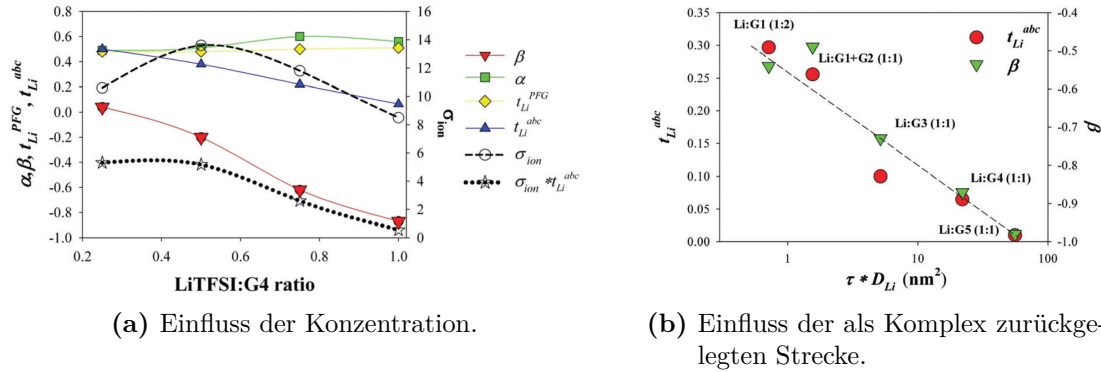 α,β, t_Li^PFG, t_Li^abc
0.8
0.6
0.4
0.2
0.0
-0.2
-0.4
-0.6
-0.8
-1.0
0.2 0.4 0.6 0.8 1.0
LiTFSI:G4 ratio
16
14
12
10
8
6
4
2
0
σ_ion
β
α
t_Li^PFG
t_Li^abc
σ_ion
σ_ion *t_Li^abc
(a) Einfluss der Konzentration.
t_Li^abc
0.30
0.25
0.20
0.15
0.10
0.05
0.00
1 10 100
τ * D_Li (nm²)
-0.4
-0.5
-0.6
-0.7
-0.8
-0.9
-1.0
β
Li:G1 (1:2)
Li:G1+G2 (1:1)
Li:G3 (1:1)
Li:G4 (1:1)
Li:G5 (1:1)
t_Li^abc
β
(b) Einfluss der als Komplex zurückge-
legten Strecke.